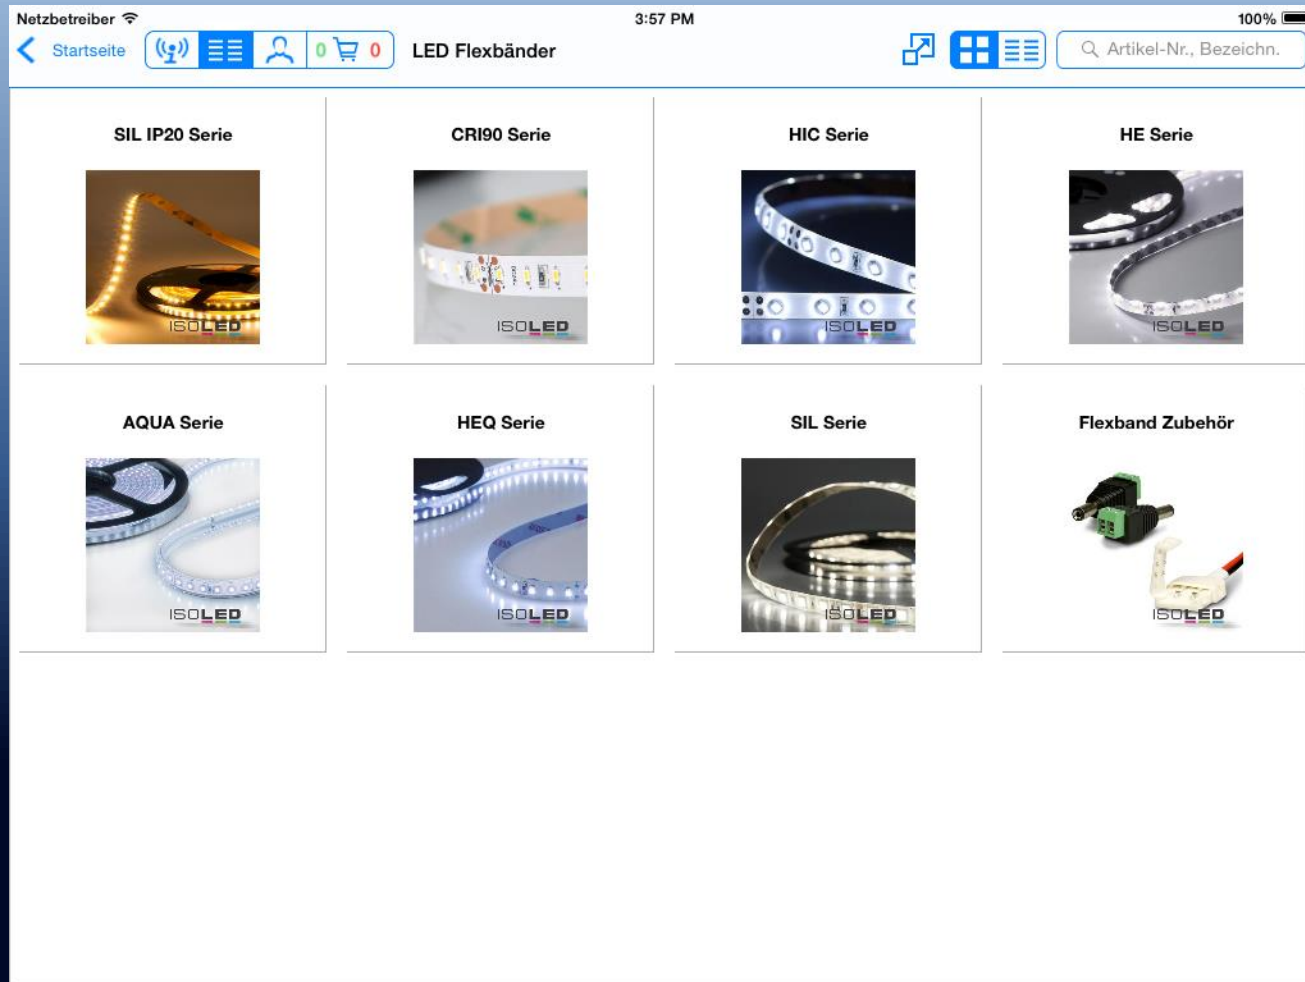 Netzbetreiber 3:57 PM 100%
Startseite 0 0 LED Flexbänder Artikel-Nr., Bezeichn.
SIL IP20 Serie CRI90 Serie HIC Serie HE Serie
ISOLED ISOLED ISOLED ISOLED
AQUA Serie HEQ Serie SIL Serie Flexband Zubehör
ISOLED ISOLED ISOLED ISOLED